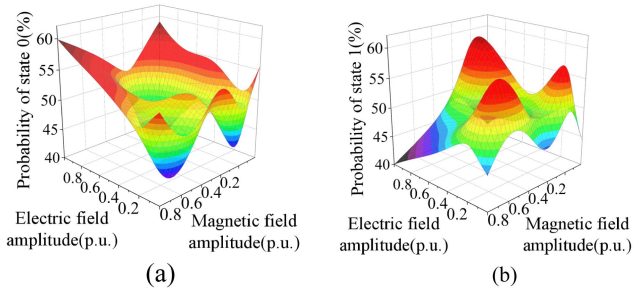 Probability of state 0(%)
60
55
50
45
40
0.8
0.6
0.4
0.2
0.8
0.6
0.4
0.2
Electric field
amplitude(p.u.)
Magnetic field
amplitude(p.u.)
(a)
Probability of state 1(%)
60
55
50
45
40
0.8
0.6
0.4
0.2
0.8
0.6
0.4
0.2
Electric field
amplitude(p.u.)
Magnetic field
amplitude(p.u.)
(b)